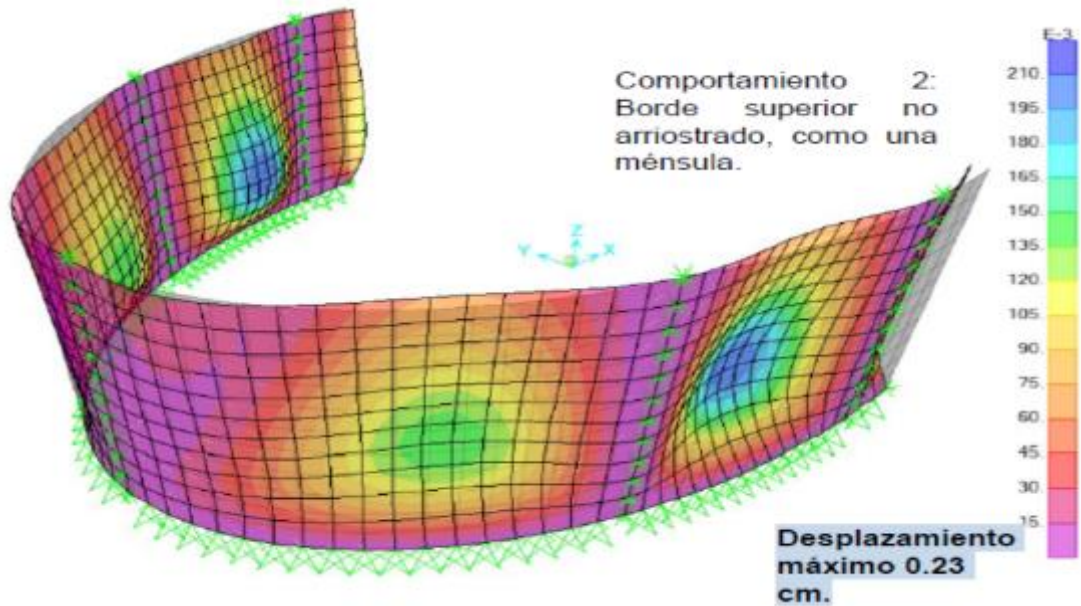 E-3
Comportamiento 2:
Borde superior no
arriostrado, como una
ménsula.
210.
195.
180.
165.
150.
135.
120.
105.
90.
75.
60.
45.
30.
15.
Z
Y
X
Desplazamiento
máximo 0.23
cm.